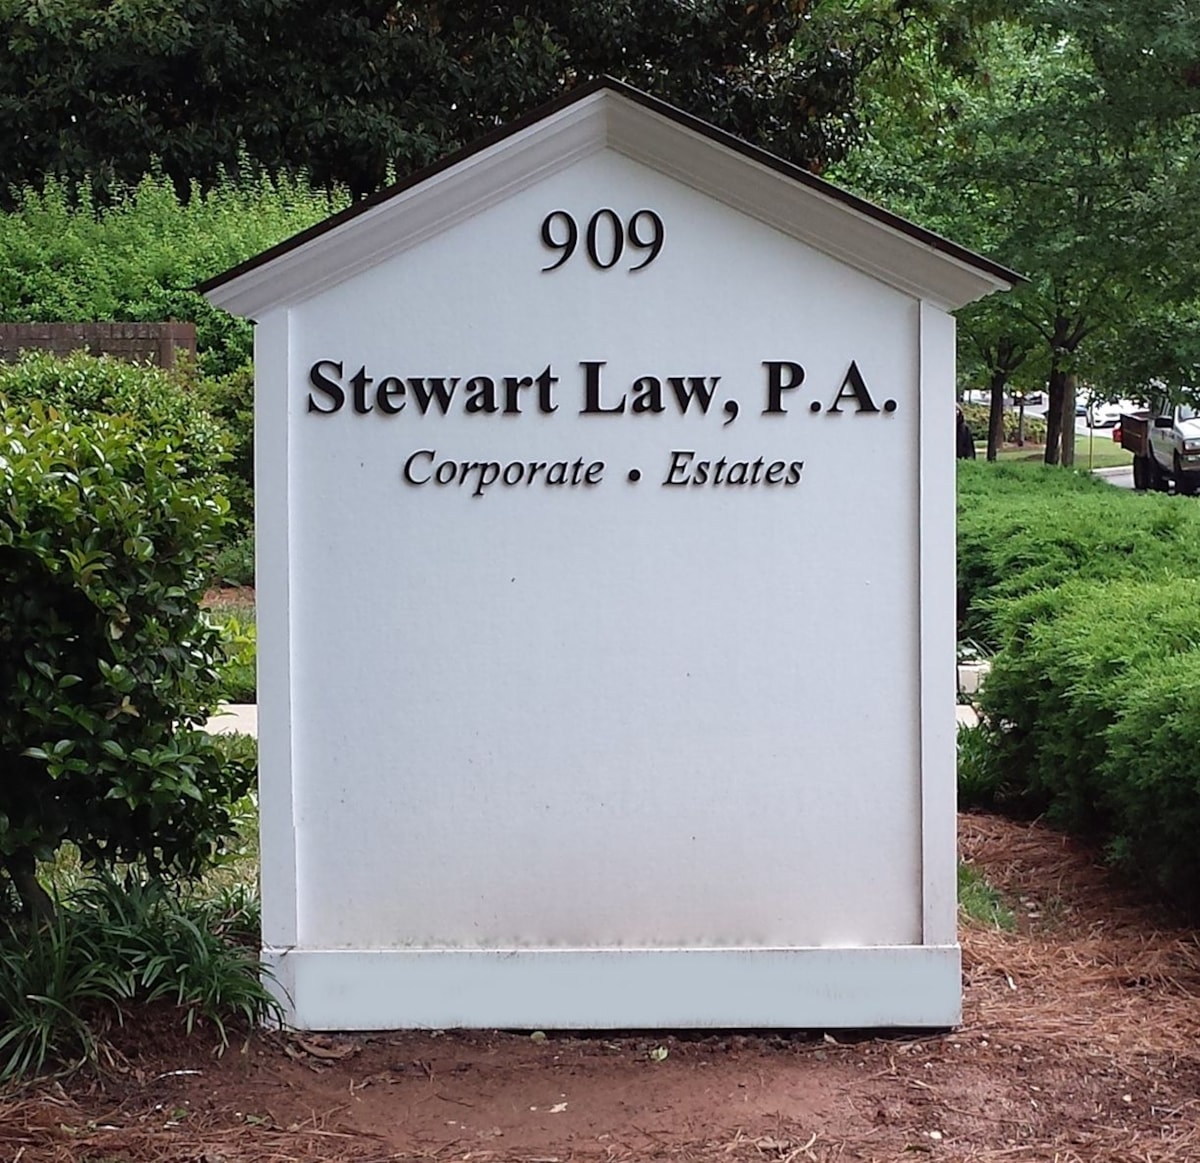 909
Stewart Law, P.A.
Corporate • Estates